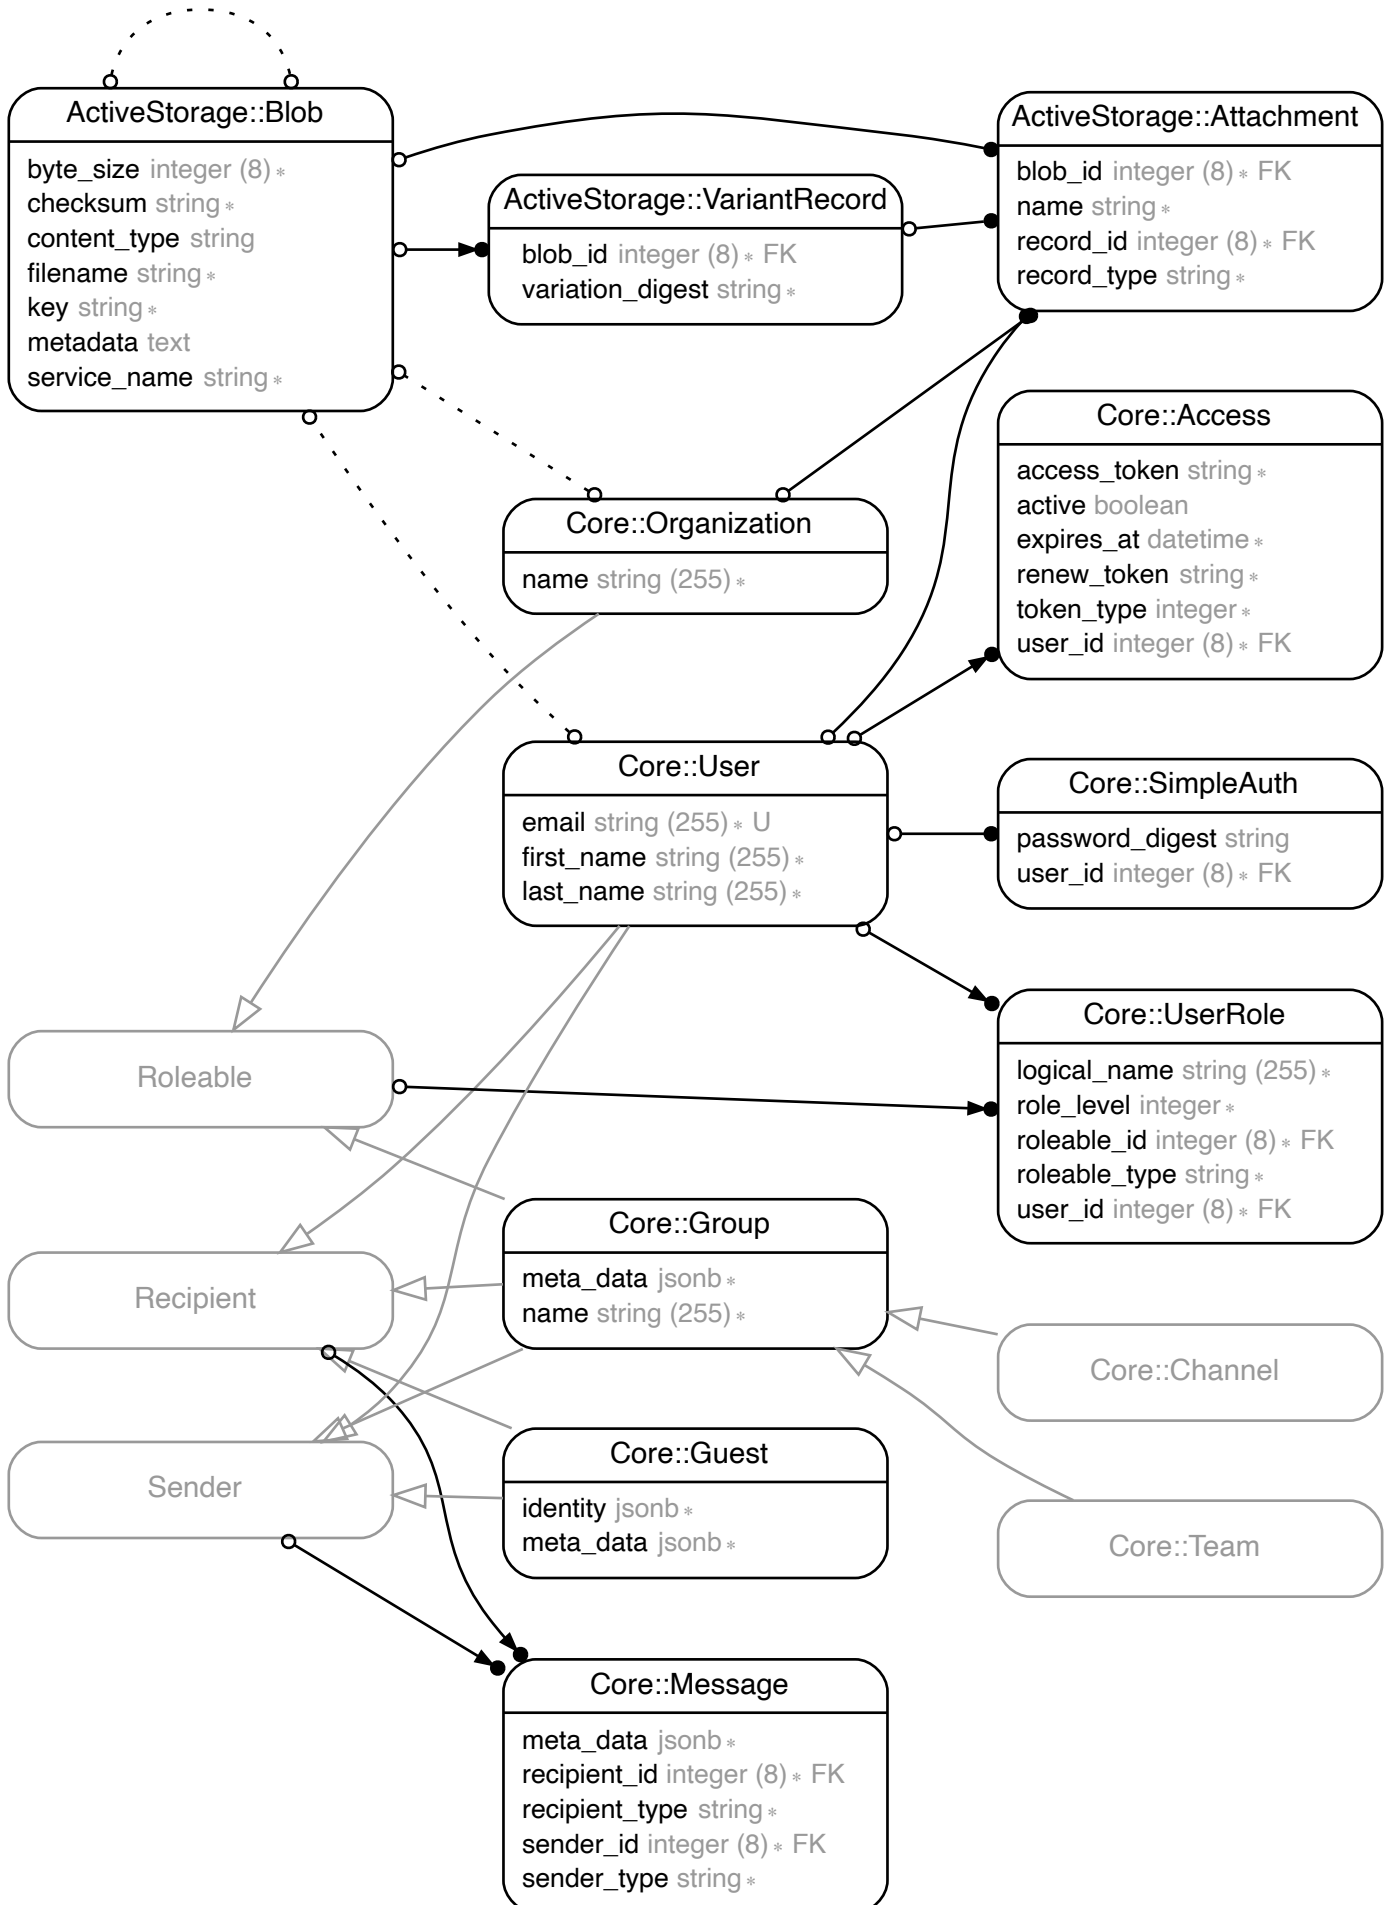 ActiveStorage::Blob
byte_size integer (8) *
checksum string *
content_type string
filename string *
key string *
metadata text
service_name string *
ActiveStorage::VariantRecord
blob_id integer (8) * FK
variation_digest string *
ActiveStorage::Attachment
blob_id integer (8) * FK
name string *
record_id integer (8) * FK
record_type string *
Core::Access
access_token string *
active boolean
expires_at datetime *
renew_token string *
token_type integer *
user_id integer (8) * FK
Core::Organization
name string (255) *
Core::User
email string (255) * U
first_name string (255) *
last_name string (255) *
Core::SimpleAuth
password_digest string
user_id integer (8) * FK
Core::UserRole
logical_name string (255) *
role_level integer *
roleable_id integer (8) * FK
roleable_type string *
user_id integer (8) * FK
Roleable
Core::Group
meta_data jsonb *
name string (255) *
Recipient
Core::Channel
Sender
Core::Guest
identity jsonb *
meta_data jsonb *
Core::Team
Core::Message
meta_data jsonb *
recipient_id integer (8) * FK
recipient_type string *
sender_id integer (8) * FK
sender_type string *